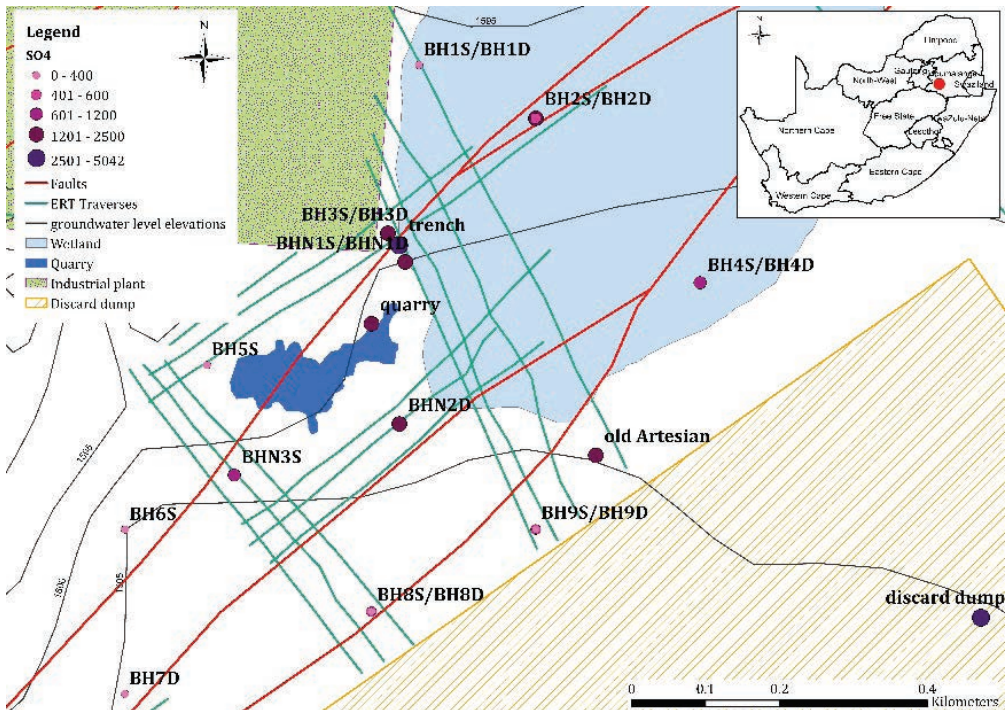 Legend
SO4
0 - 400
401 - 600
601 - 1200
1201 - 2500
2501 - 5042
Faults
ERT Traverses
groundwater level elevations
Wetland
Quarry
Industrial plant
Discard dump
N
1595
BH1S/BH1D
BH2S/BH2D
N
Limpopo
North-West
Gauteng
Mpumalanga
Swaziland
Free State
KwaZulu-Natal
Lesotho
Northern Cape
Eastern Cape
Western Cape
BH3S/BH3D
trench
BHN1S/BHN1D
BH4S/BH4D
quarry
BH5S
BHN2D
old Artesian
BHN3S
BH6S
BH9S/BH9D
1605
BH8S/BH8D
discard dump
BH7D
0 0.1 0.2 0.4
Kilometers